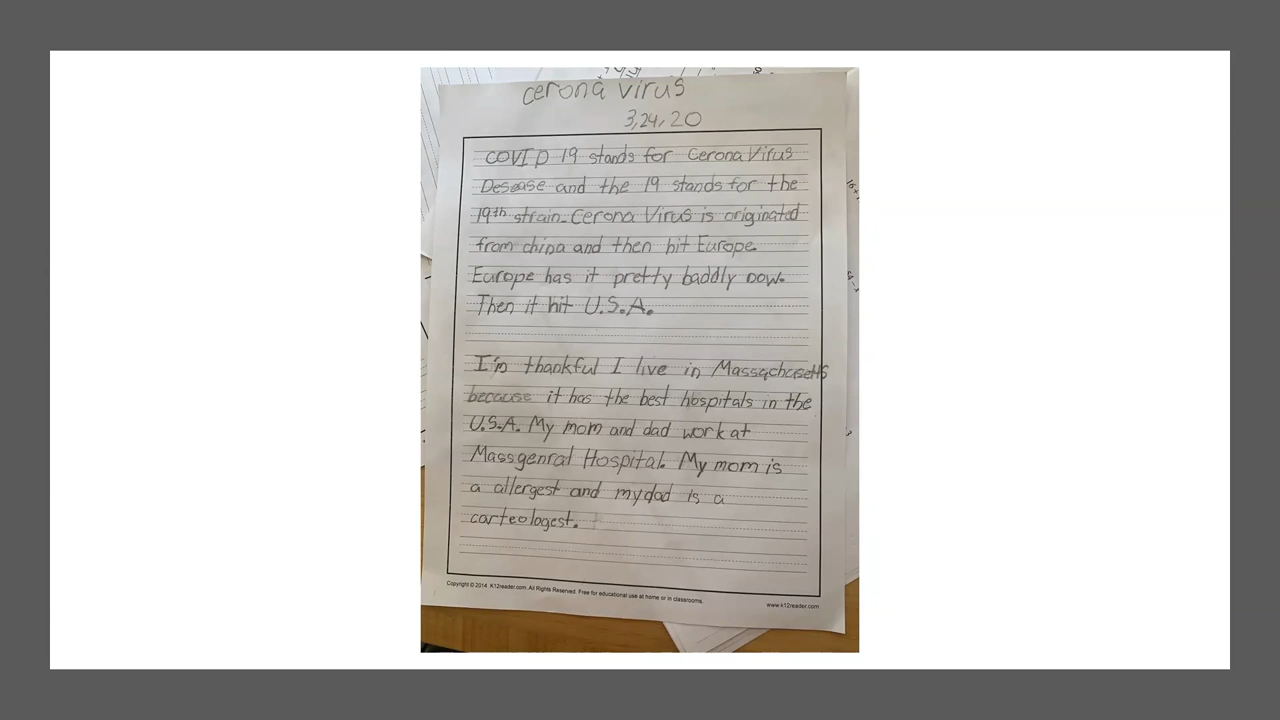 cerona virus
3,24,20
COVID 19 stands for Cerona Virus
Desease and the 19 stands for the
19th strain. Cerona Virus is originated
from china and then hit Europe.
Europe has it pretty baddly now.
Then it hit U.S.A.
I'm thankful I live in Massachusetts
because it has the best hospitals in the
U.S.A. My mom and dad work at
Massgenral Hospital. My mom is
a allergest and my dad is a
carteologest.
Copyright © 2014 K12reader.com. All Rights Reserved. Free for educational use at home or in classrooms.
www.k12reader.com